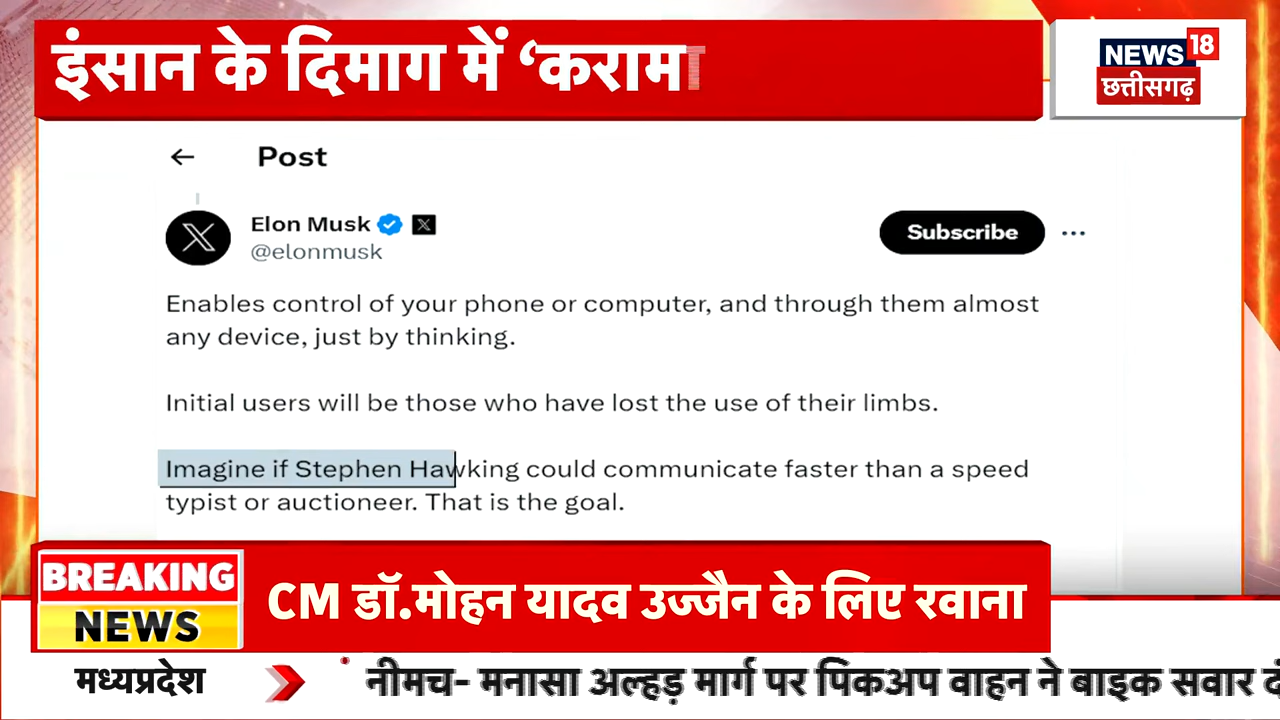 इंसान के दिमाग में ‘करामा
NEWS 18
छत्तीसगढ़
Post
Elon Musk
@elonmusk
Subscribe
Enables control of your phone or computer, and through them almost
any device, just by thinking.
Initial users will be those who have lost the use of their limbs.
Imagine if Stephen Hawking could communicate faster than a speed
typist or auctioneer. That is the goal.
BREAKING
NEWS
CM डॉ.मोहन यादव उज्जैन के लिए रवाना
मध्यप्रदेश
नीमच- मनासा अल्हड़ मार्ग पर पिकअप वाहन ने बाइक सवार